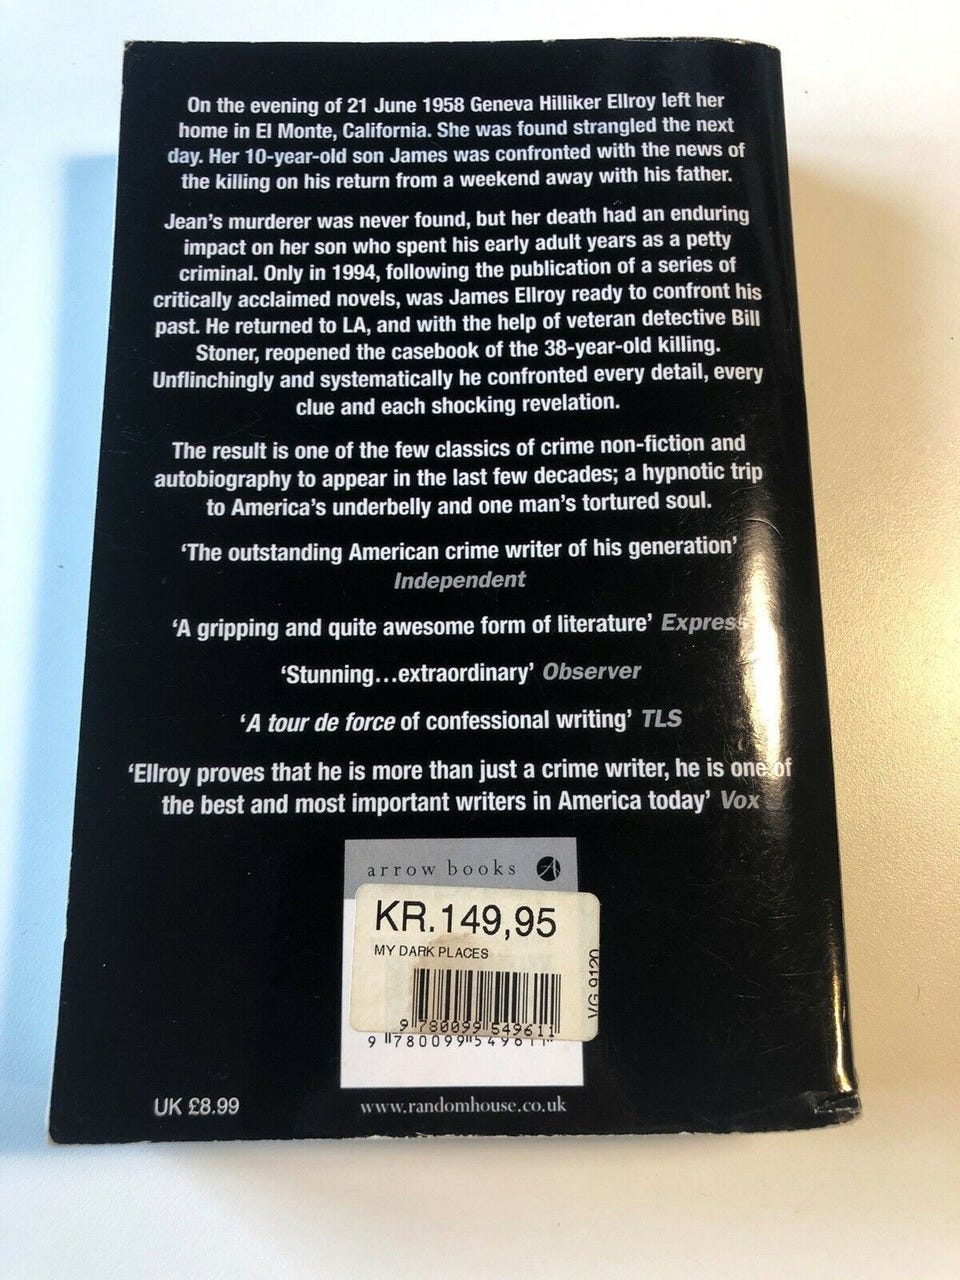 On the evening of 21 June 1958 Geneva Hilliker Ellroy left her
home in El Monte, California. She was found strangled the next
day. Her 10-year-old son James was confronted with the news of
the killing on his return from a weekend away with his father.
Jean's murderer was never found, but her death had an enduring
impact on her son who spent his early adult years as a petty
criminal. Only in 1994, following the publication of a series of
critically acclaimed novels, was James Ellroy ready to confront his
past. He returned to LA, and with the help of veteran detective Bill
Stoner, reopened the casebook of the 38-year-old killing.
Unflinchingly and systematically he confronted every detail, every
clue and each shocking revelation.
The result is one of the few classics of crime non-fiction and
autobiography to appear in the last few decades; a hypnotic trip
to America's underbelly and one man's tortured soul.
'The outstanding American crime writer of his generation'
Independent
'A gripping and quite awesome form of literature' Express
'Stunning...extraordinary' Observer
'A tour de force of confessional writing' TLS
'Ellroy proves that he is more than just a crime writer, he is one of
the best and most important writers in America today' Vox
arrow books
KR.149,95
MY DARK PLACES
VG 9120
9 780099 549611
9 780099 549611
UK £8.99
www.randomhouse.co.uk